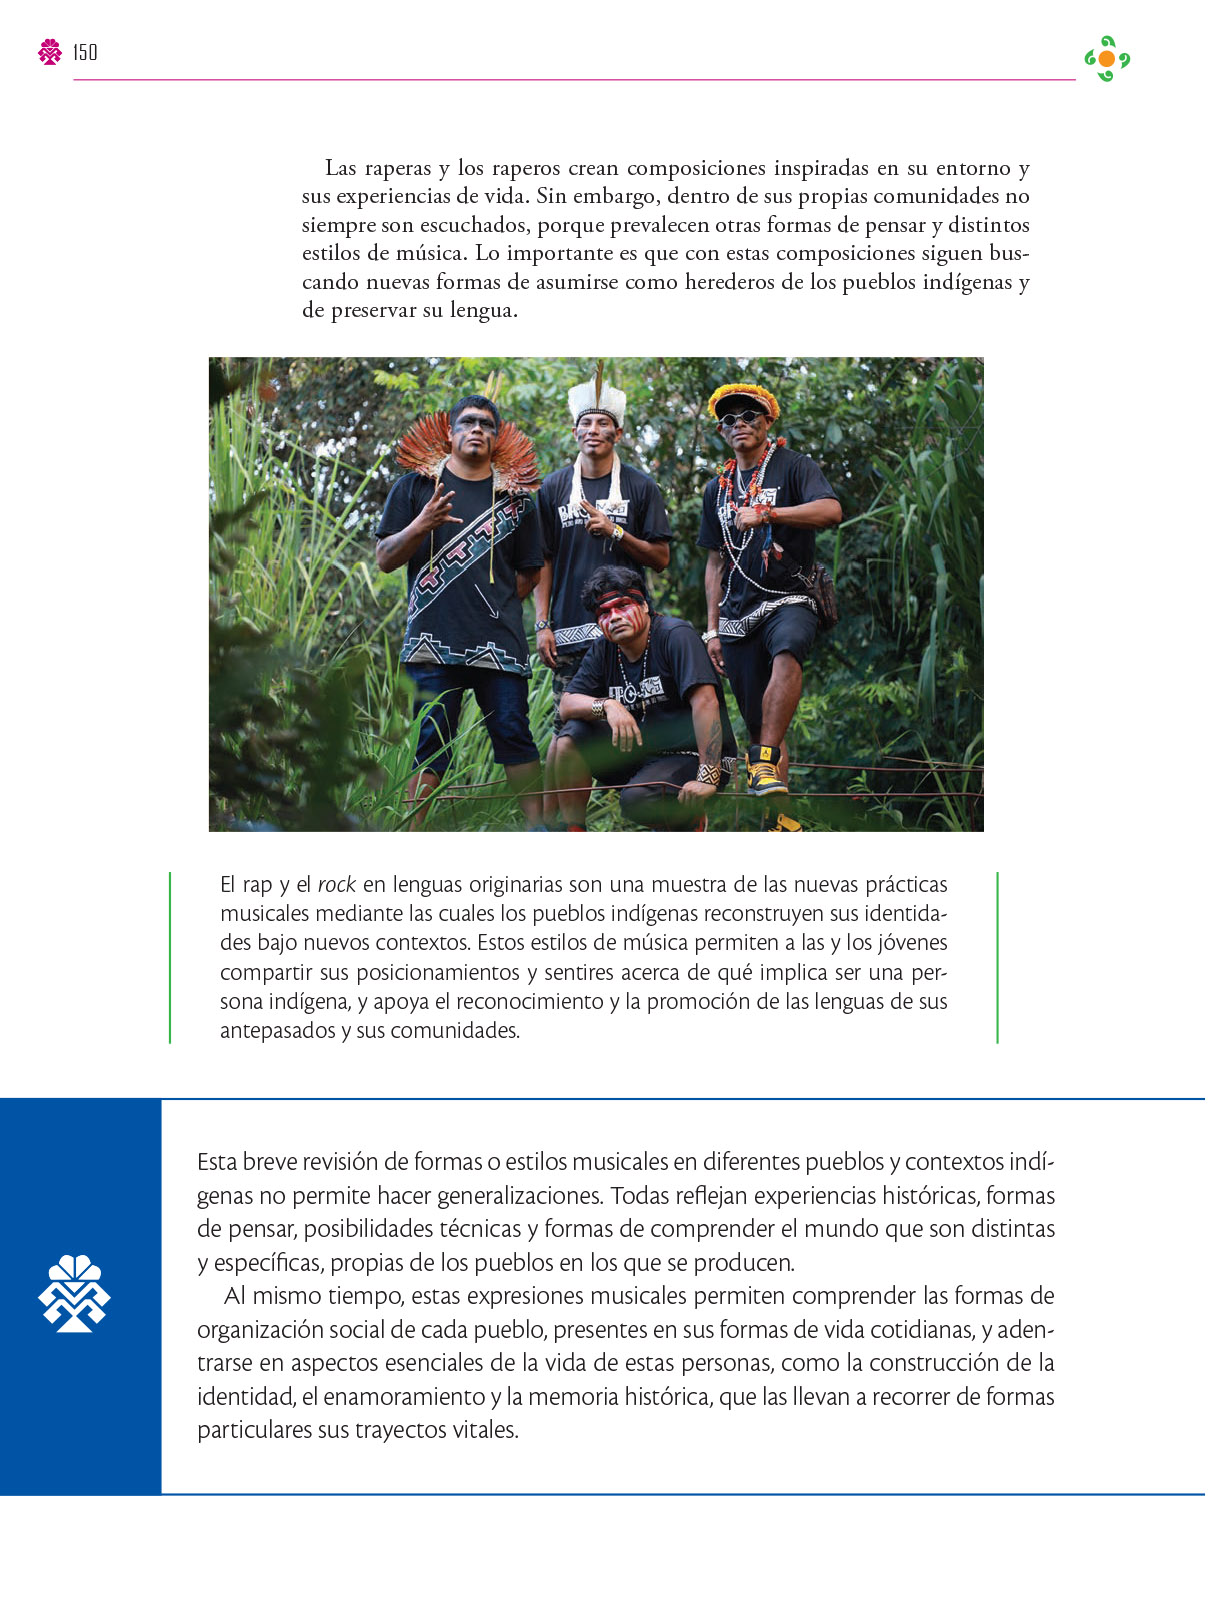 150
Las raperas y los raperos crean composiciones inspiradas en su entorno y
sus experiencias de vida. Sin embargo, dentro de sus propias comunidades no
siempre son escuchados, porque prevalecen otras formas de pensar y distintos
estilos de música. Lo importante es que con estas composiciones siguen bus-
cando nuevas formas de asumirse como herederos de los pueblos indígenas y
de preservar su lengua.
El rap y el rock en lenguas originarias son una muestra de las nuevas prácticas
musicales mediante las cuales los pueblos indígenas reconstruyen sus identida-
des bajo nuevos contextos. Estos estilos de música permiten a las y los jóvenes
compartir sus posicionamientos y sentires acerca de qué implica ser una per-
sona indígena, y apoya el reconocimiento y la promoción de las lenguas de sus
antepasados y sus comunidades.
Esta breve revisión de formas o estilos musicales en diferentes pueblos y contextos indí-
genas no permite hacer generalizaciones. Todas reflejan experiencias históricas, formas
de pensar, posibilidades técnicas y formas de comprender el mundo que son distintas
y específicas, propias de los pueblos en los que se producen.
Al mismo tiempo, estas expresiones musicales permiten comprender las formas de
organización social de cada pueblo, presentes en sus formas de vida cotidianas, y aden-
trarse en aspectos esenciales de la vida de estas personas, como la construcción de la
identidad, el enamoramiento y la memoria histórica, que las llevan a recorrer de formas
particulares sus trayectos vitales.